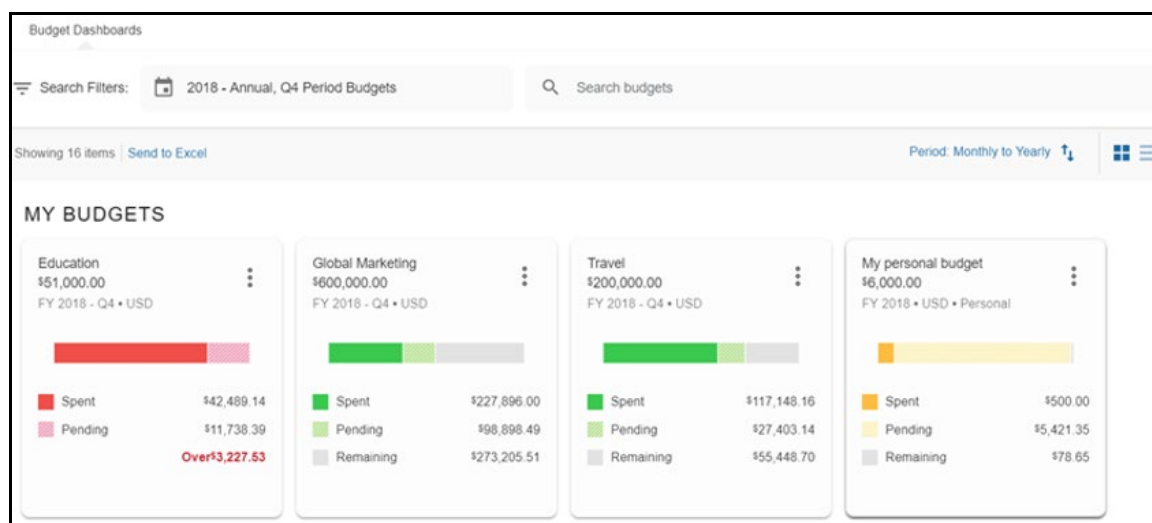 Budget Dashboards
Search Filters: 2018 - Annual, Q4 Period Budgets Search budgets
Showing 16 items Send to Excel Period: Monthly to Yearly
MY BUDGETS
Education
$51,000.00
FY 2018 - Q4 • USD
Spent $42,489.14
Pending $11,738.39
Over$3,227.53
Global Marketing
$600,000.00
FY 2018 - Q4 • USD
Spent $227,896.00
Pending $98,898.49
Remaining $273,205.51
Travel
$200,000.00
FY 2018 - Q4 • USD
Spent $117,148.16
Pending $27,403.14
Remaining $55,448.70
My personal budget
$6,000.00
FY 2018 • USD • Personal
Spent $500.00
Pending $5,421.35
Remaining $78.65